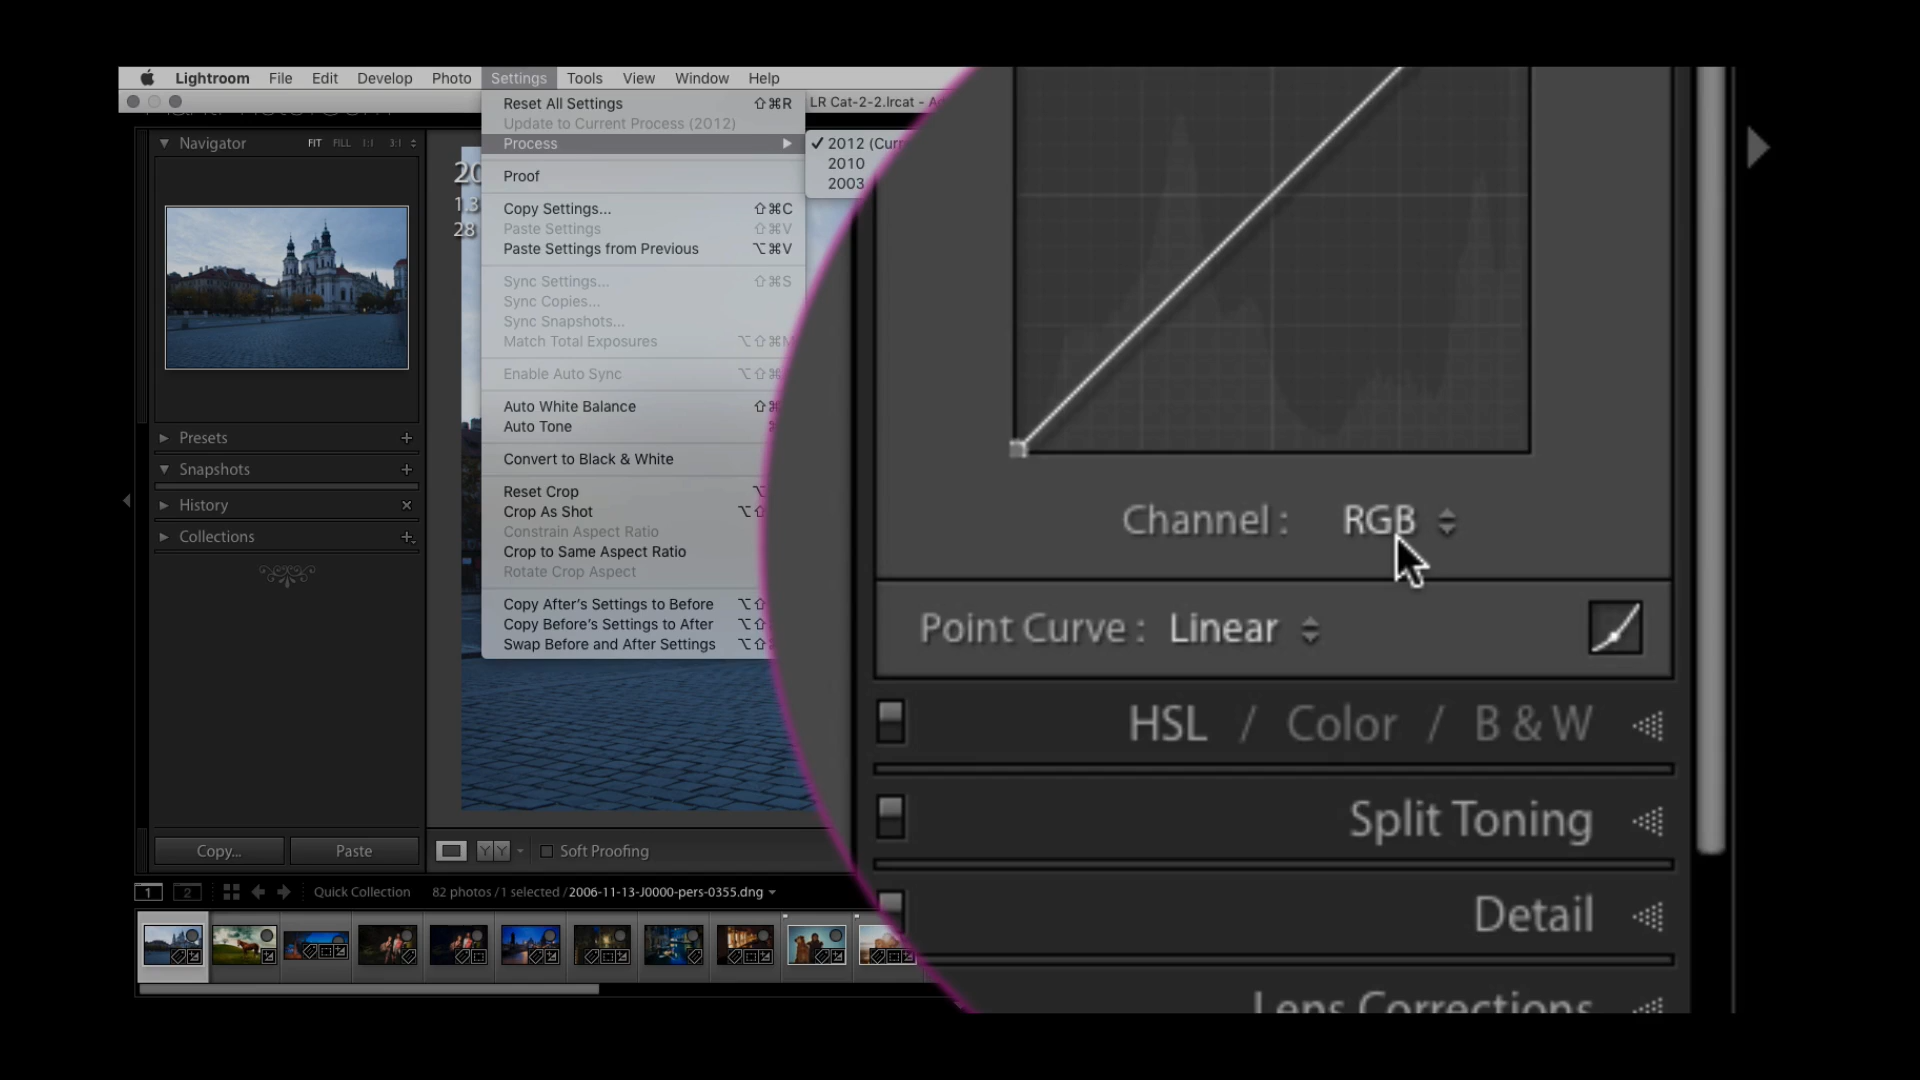 Lightroom File Edit Develop Photo Settings Tools View Window Help
LR Cat-2-2.lrcat - A
Navigator FIT FILL 1:1 3:1
Presets
Snapshots
History
Collections
Copy... Paste
20
1.3
28
Reset All Settings ⇧⌘R
Update to Current Process (2012)
Process
Proof
Copy Settings... ⇧⌘C
Paste Settings ⇧⌘V
Paste Settings from Previous ⌥⌘V
Sync Settings... ⇧⌘S
Sync Copies...
Sync Snapshots...
Match Total Exposures ⌥⇧⌘M
Enable Auto Sync ⌥⇧⌘
Auto White Balance ⇧⌘
Auto Tone
Convert to Black & White
Reset Crop ⌥
Crop As Shot ⌥⇧
Constrain Aspect Ratio
Crop to Same Aspect Ratio
Rotate Crop Aspect
Copy After's Settings to Before ⌥⇧
Copy Before's Settings to After ⌥⇧
Swap Before and After Settings ⌥⇧
✓ 2012 (Curr
2010
2003
Channel : RGB
Point Curve : Linear
HSL / Color / B & W
Split Toning
Detail
Lens Corrections
Y Y Soft Proofing
1 2 Quick Collection 82 photos / 1 selected / 2006-11-13-J0000-pers-0355.dng